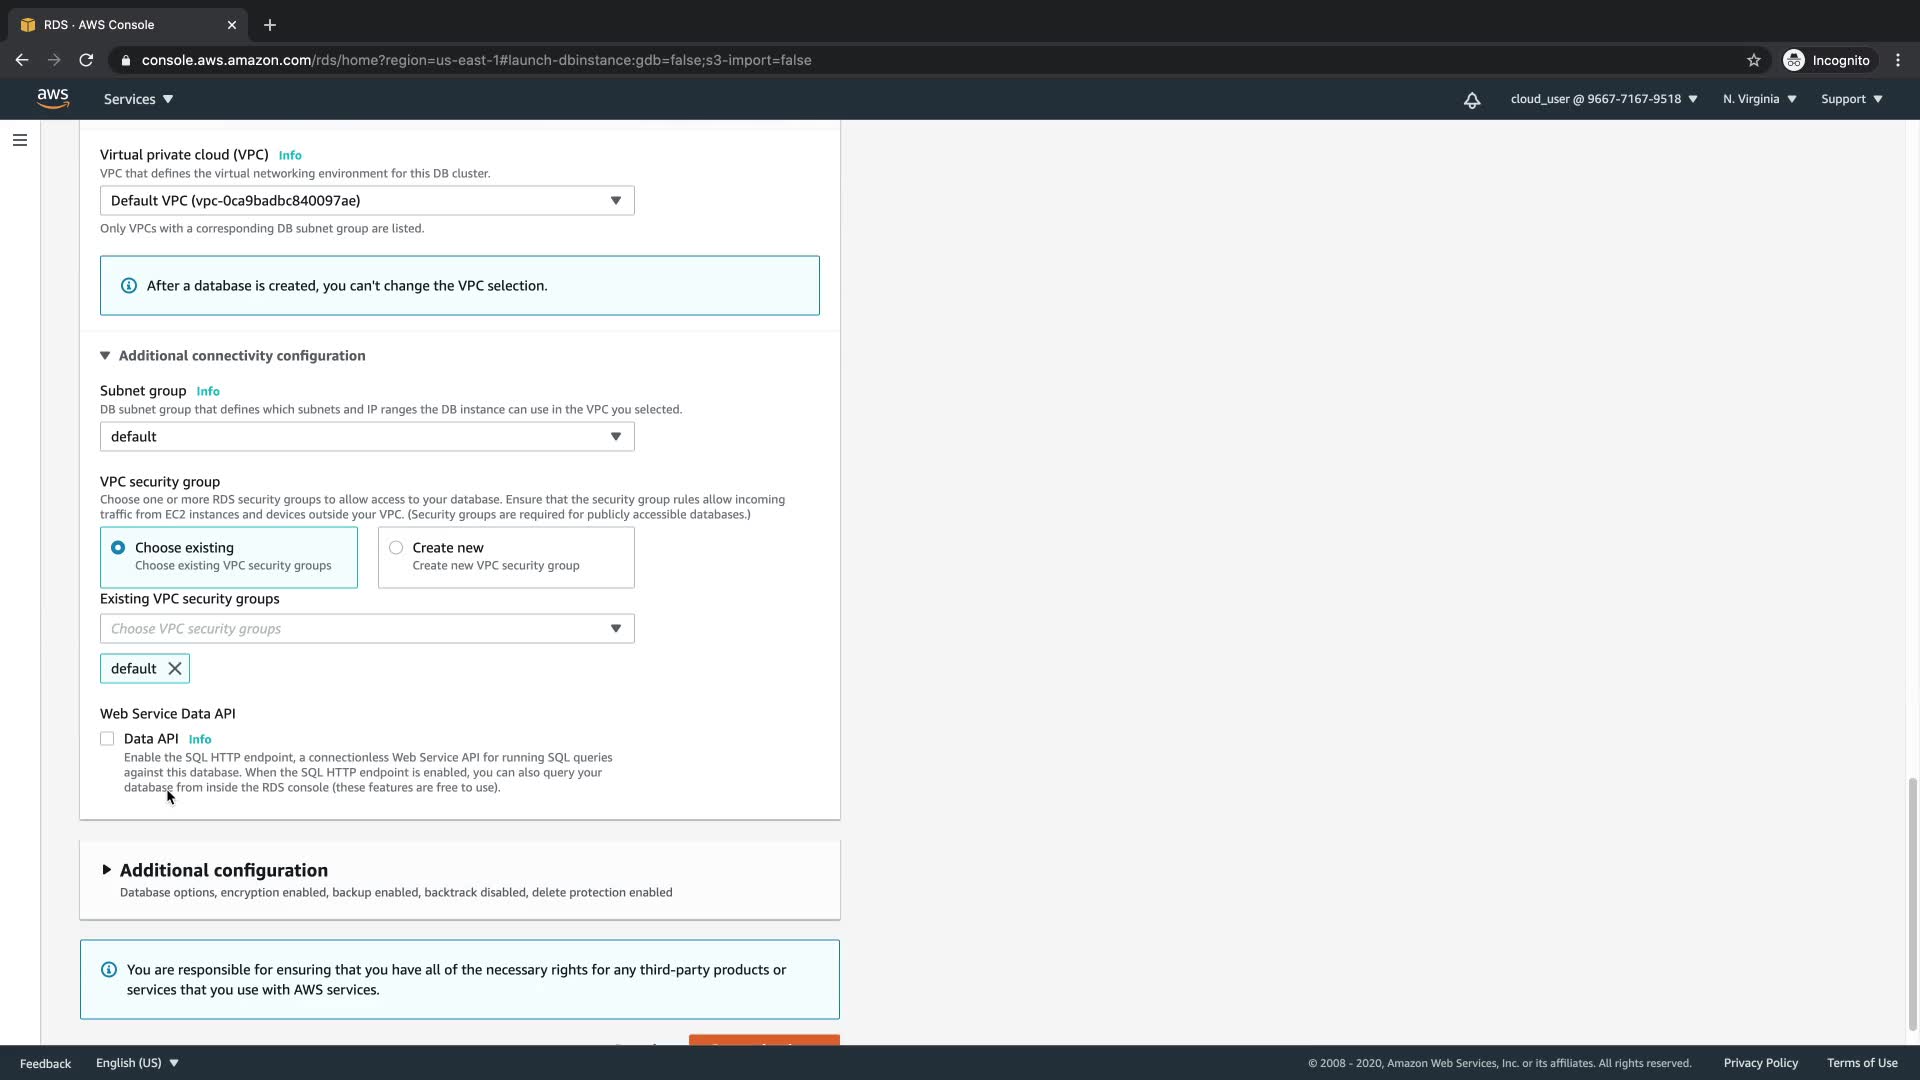 RDS · AWS Console
console.aws.amazon.com/rds/home?region=us-east-1#launch-dbinstance:gdb=false;s3-import=false
Incognito
aws
Services
cloud_user @ 9667-7167-9518
N. Virginia
Support
Virtual private cloud (VPC) Info
VPC that defines the virtual networking environment for this DB cluster.
Default VPC (vpc-0ca9badbc840097ae)
Only VPCs with a corresponding DB subnet group are listed.
After a database is created, you can't change the VPC selection.
Additional connectivity configuration
Subnet group Info
DB subnet group that defines which subnets and IP ranges the DB instance can use in the VPC you selected.
default
VPC security group
Choose one or more RDS security groups to allow access to your database. Ensure that the security group rules allow incoming
traffic from EC2 instances and devices outside your VPC. (Security groups are required for publicly accessible databases.)
Choose existing
Choose existing VPC security groups
Create new
Create new VPC security group
Existing VPC security groups
Choose VPC security groups
default
Web Service Data API
Data API Info
Enable the SQL HTTP endpoint, a connectionless Web Service API for running SQL queries
against this database. When the SQL HTTP endpoint is enabled, you can also query your
database from inside the RDS console (these features are free to use).
Additional configuration
Database options, encryption enabled, backup enabled, backtrack disabled, delete protection enabled
You are responsible for ensuring that you have all of the necessary rights for any third-party products or
services that you use with AWS services.
Feedback
English (US)
© 2008 - 2020, Amazon Web Services, Inc. or its affiliates. All rights reserved.
Privacy Policy
Terms of Use